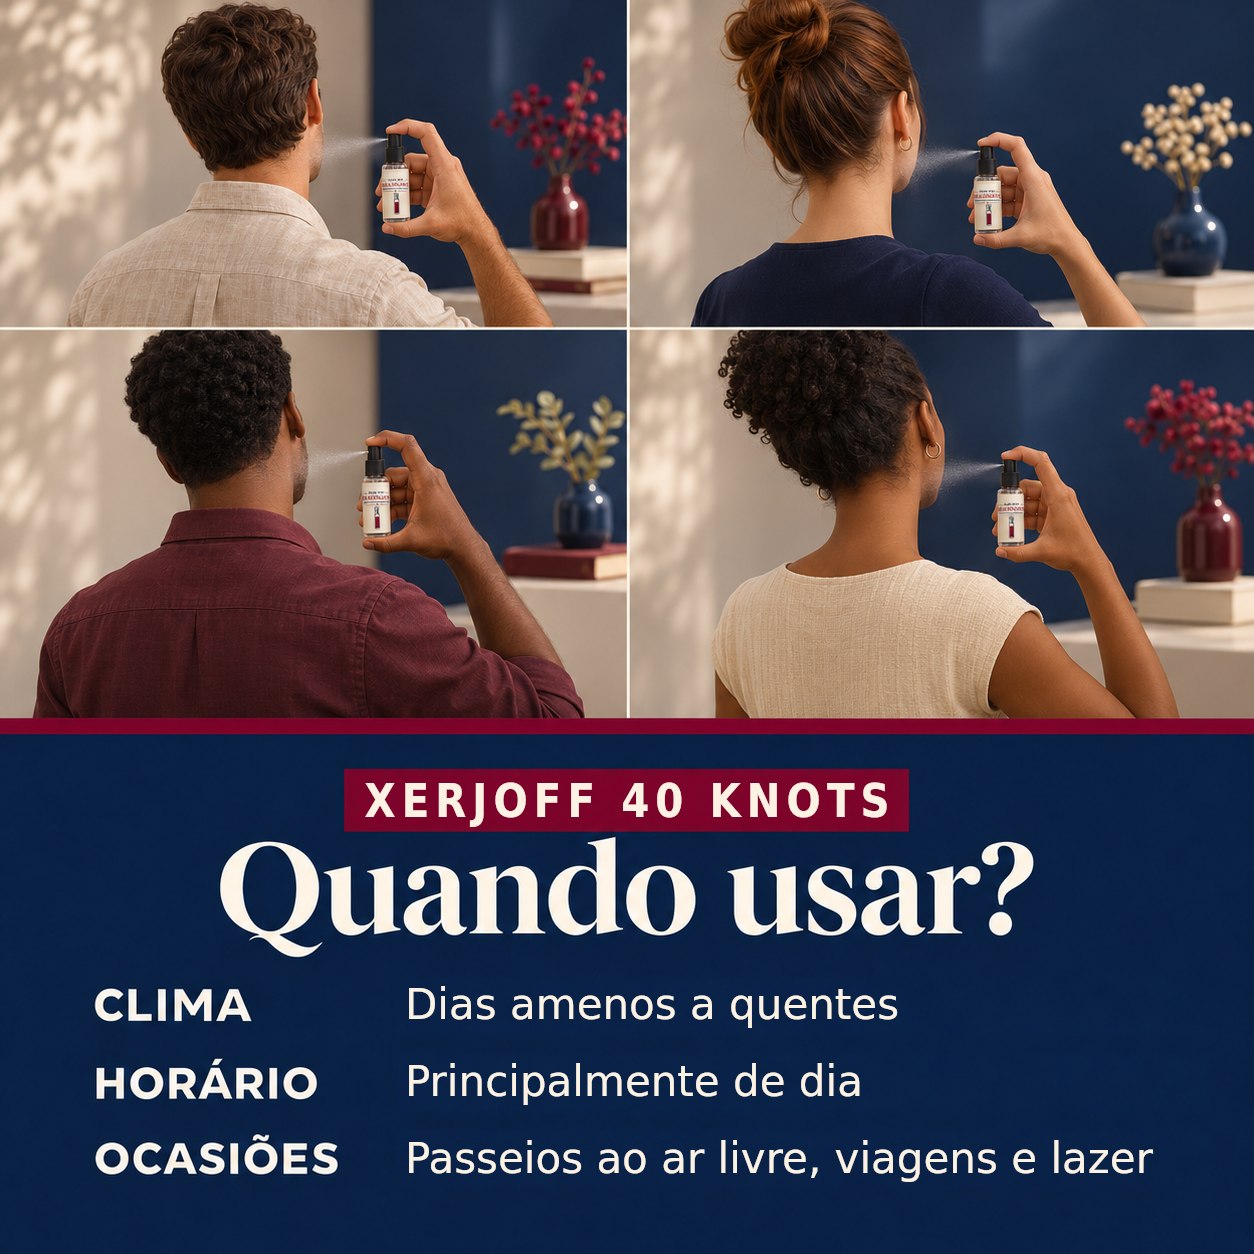 XERJOFF 40 KNOTS
Quando usar?
CLIMA Dias amenos a quentes
HORÁRIO Principalmente de dia
OCASIÕES Passeios ao ar livre, viagens e lazer